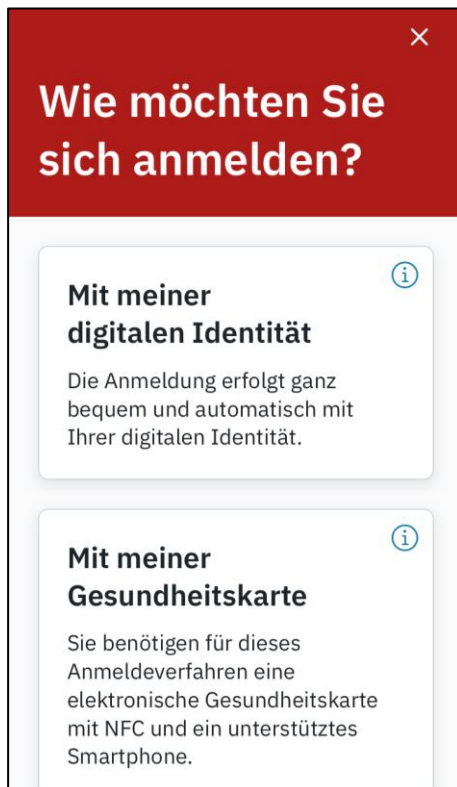 Wie möchten Sie
sich anmelden?
Mit meiner
digitalen Identität
Die Anmeldung erfolgt ganz
bequem und automatisch mit
Ihrer digitalen Identität.
Mit meiner
Gesundheitskarte
Sie benötigen für dieses
Anmeldeverfahren eine
elektronische Gesundheitskarte
mit NFC und ein unterstütztes
Smartphone.